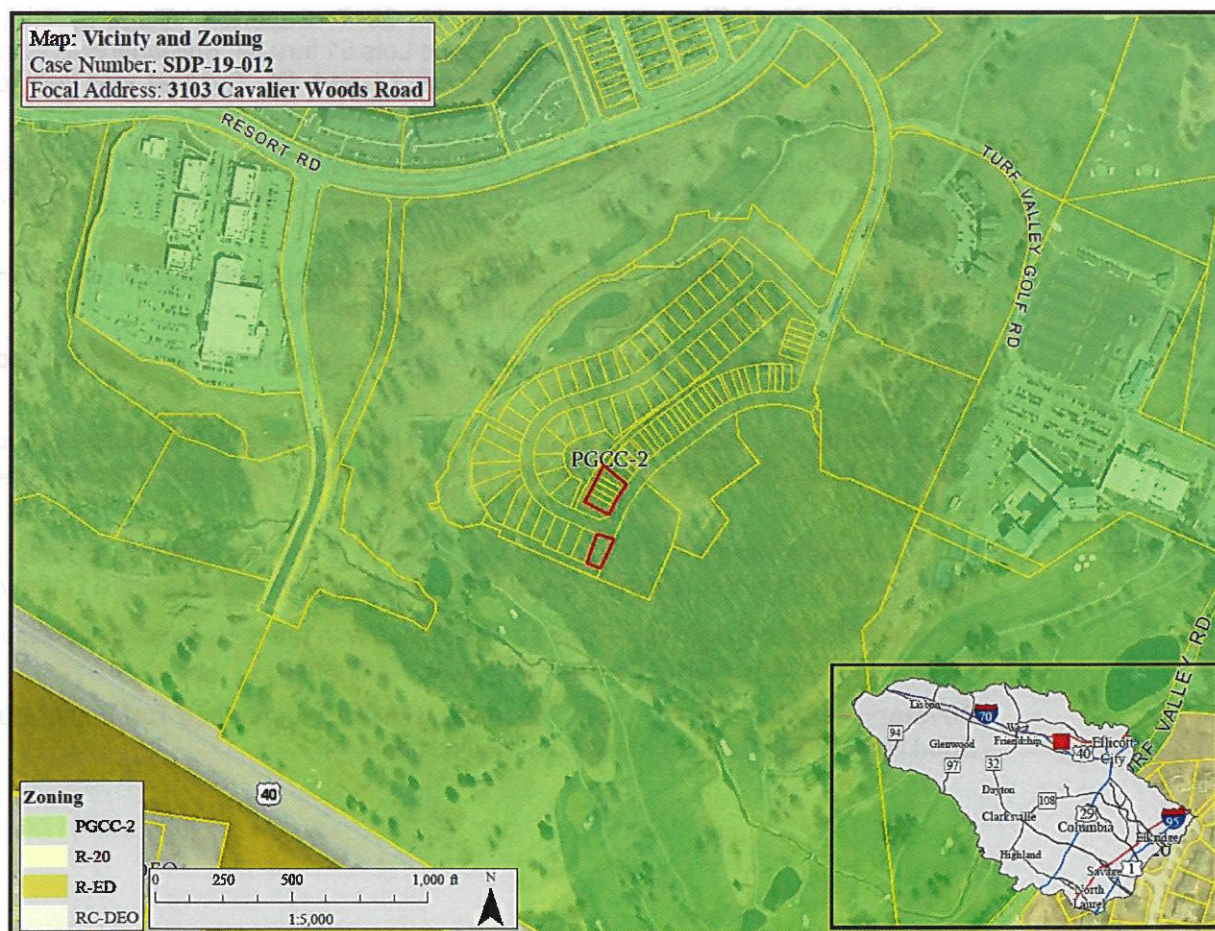 Map: Vicinty and Zoning
Case Number: SDP-19-012
Focal Address: 3103 Cavalier Woods Road
RESORT RD
TURF VALLEY GOLF RD
PGCC-2
40
Zoning
PGCC-2
R-20
R-ED
RC-DEO
0 250 500 1,000 ft
1:5,000
N
Lisbon
70
West
Friendship
Glenwood
94
97
32
40
Ellicott
City
Dayton
108
Clarksville
29
Columbia
95
Elkridge
Highland
Savage
1
North
Laurel
VALLEY RD